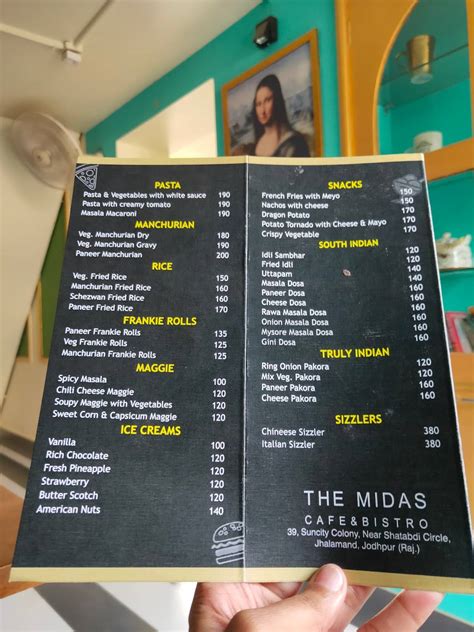 PASTA
Pasta & Vegetables with white sauce 190
Pasta with creamy tomato 190
Masala Macaroni 190
MANCHURIAN
Veg. Manchurian Dry 180
Veg. Manchurian Gravy 190
Paneer Manchurian 200
RICE
Veg. Fried Rice 150
Manchurian Fried Rice 160
Schezwan Fried Rice 160
Paneer Fried Rice 170
FRANKIE ROLLS
Paneer Frankie Rolls 135
Veg Frankie Rolls 125
Manchurian Frankie Rolls 125
MAGGIE
Spicy Masala 100
Chili Cheese Maggie 120
Soupy Maggie with Vegetables 120
Sweet Corn & Capsicum Maggie 120
ICE CREAMS
Vanilla 100
Rich Chocolate 120
Fresh Pineapple 120
Strawberry 120
Butter Scotch 120
American Nuts 140
SNACKS
French Fries with Meyo 150
Nachos with cheese
Dragon Potato
Potato Tornado with Cheese & Mayo
Crispy Vegetable
SOUTH INDIAN
Idli Sambhar 120
Fried Idli 120
Uttapam
Masala Dosa
Paneer Dosa 160
Cheese Dosa 160
Rawa Masala Dosa 160
Onion Masala Dosa 160
Mysore Masala Dosa 160
Gini Dosa
TRULY INDIAN
Ring Onion Pakora 120
Mix Veg. Pakora 120
Paneer Pakora 160
Cheese Pakora 160
SIZZLERS
Chineese Sizzler 380
Italian Sizzler 380
THE MIDAS
CAFE&BISTRO
39, Suncity Colony, Near Shatabdi Circle,
Jhalamand, Jodhpur (Raj.)